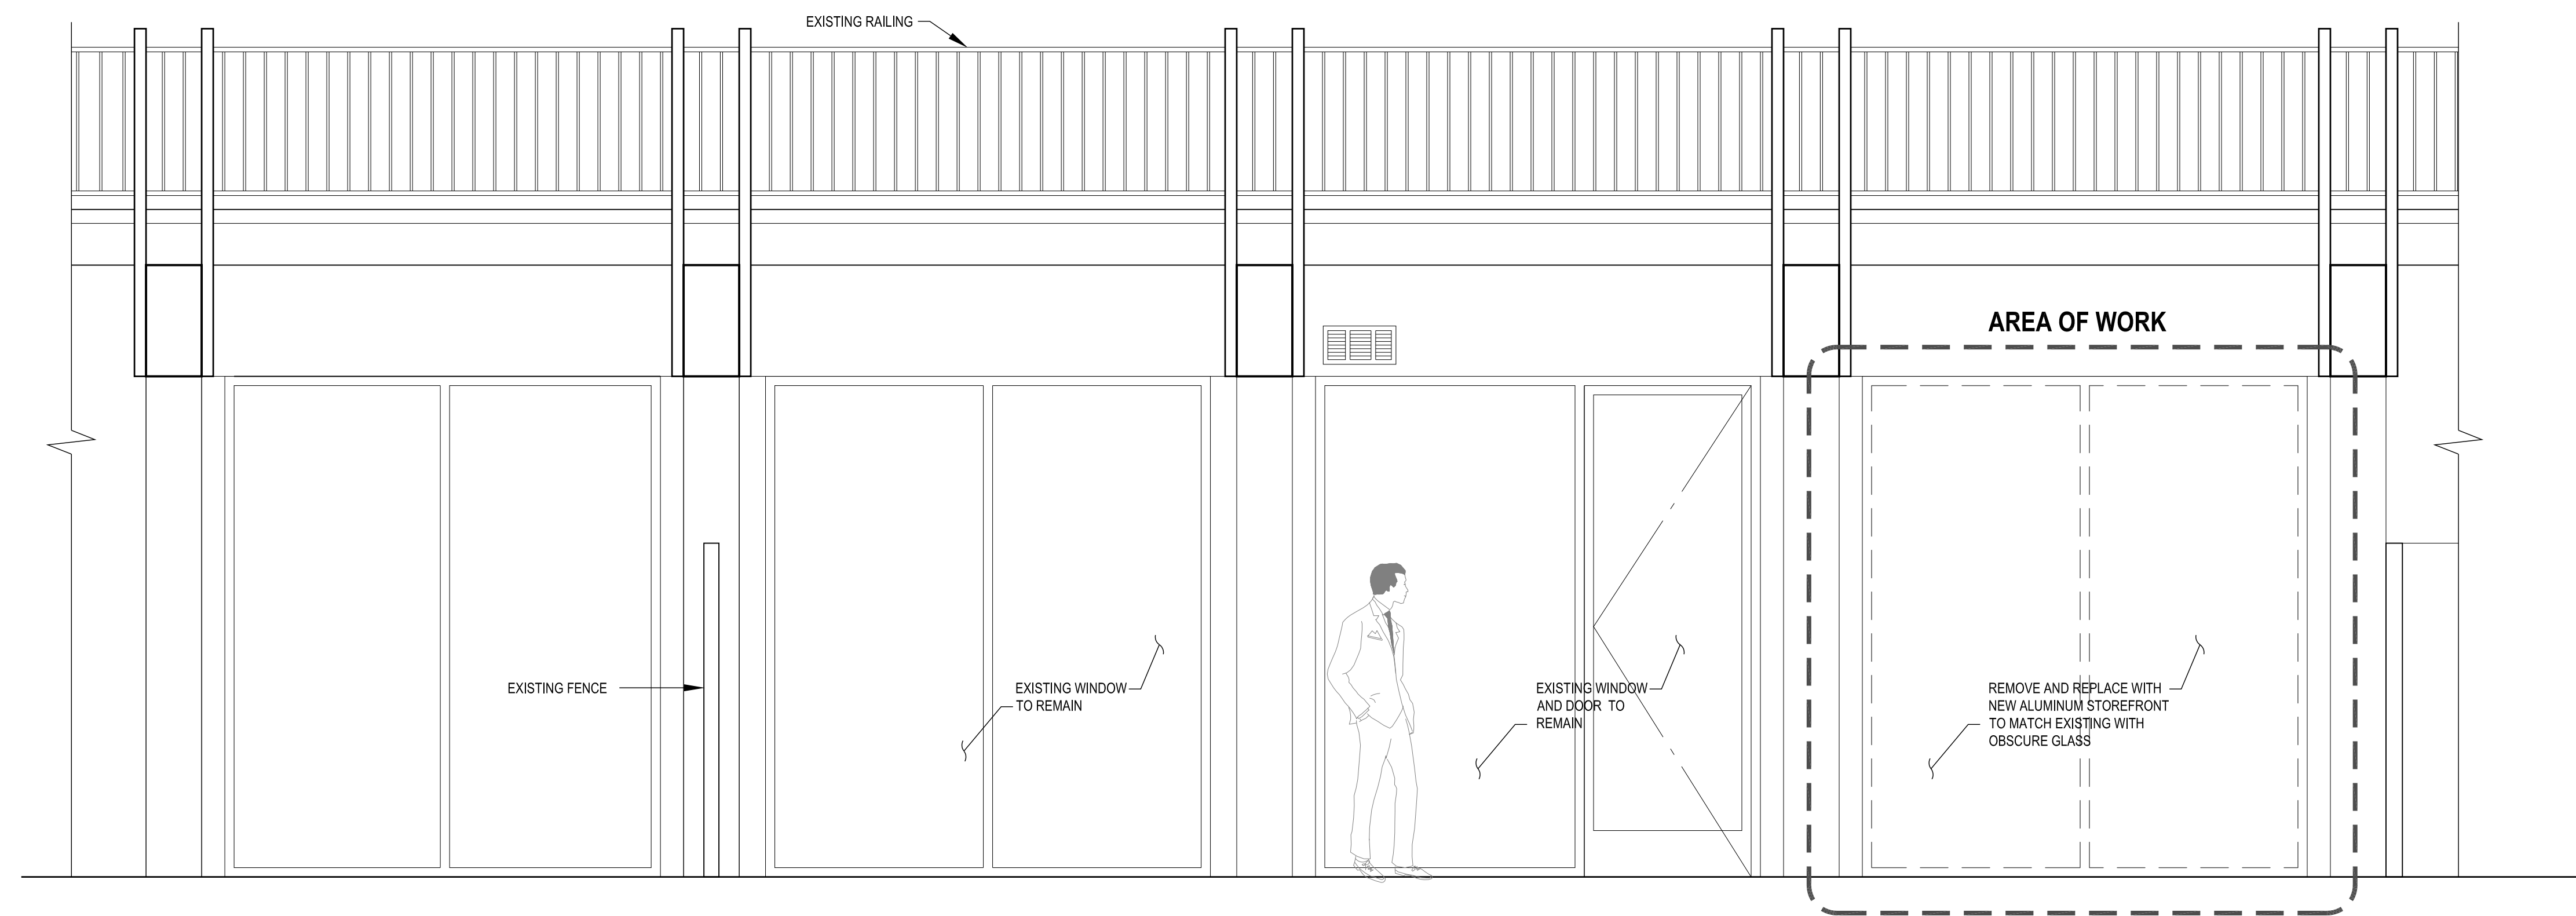 EXISTING RAILING
AREA OF WORK
EXISTING FENCE
EXISTING WINDOW
TO REMAIN
EXISTING WINDOW
AND DOOR TO
REMAIN
REMOVE AND REPLACE WITH
NEW ALUMINUM STOREFRONT
TO MATCH EXISTING WITH
OBSCURE GLASS